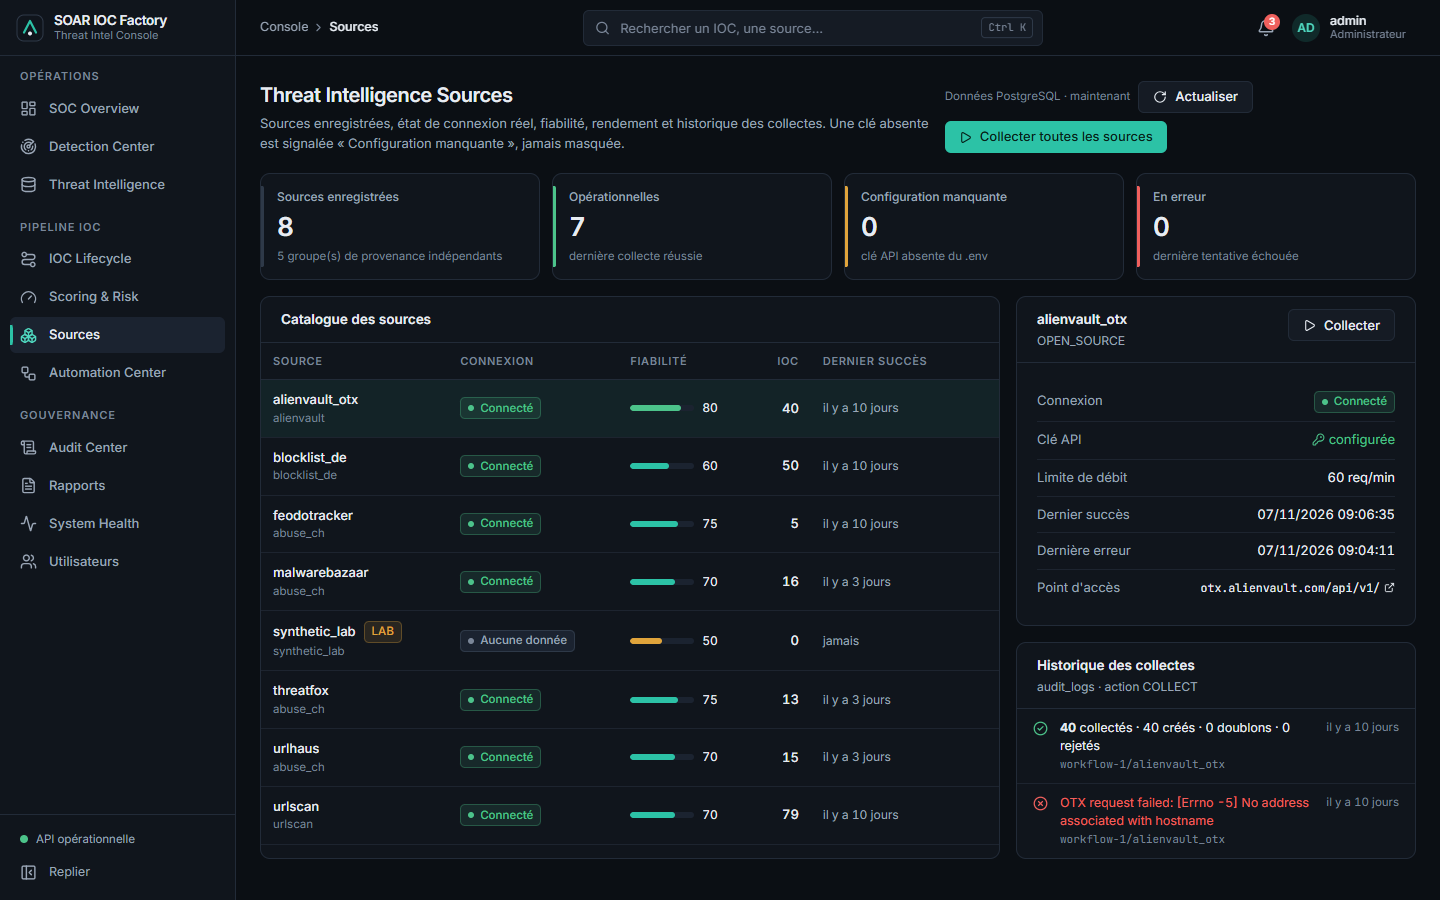 SOAR IOC Factory
Threat Intel Console
Console > Sources
Rechercher un IOC, une source...
Ctrl K
3
AD
admin
Administrateur
OPÉRATIONS
SOC Overview
Detection Center
Threat Intelligence
PIPELINE IOC
IOC Lifecycle
Scoring & Risk
Sources
Automation Center
GOUVERNANCE
Audit Center
Rapports
System Health
Utilisateurs
API opérationnelle
Replier
Threat Intelligence Sources
Sources enregistrées, état de connexion réel, fiabilité, rendement et historique des collectes. Une clé absente
est signalée « Configuration manquante », jamais masquée.
Données PostgreSQL · maintenant
Actualiser
Collecter toutes les sources
Sources enregistrées
8
5 groupe(s) de provenance indépendants
Opérationnelles
7
dernière collecte réussie
Configuration manquante
0
clé API absente du .env
En erreur
0
dernière tentative échouée
Catalogue des sources
SOURCE CONNEXION FIABILITÉ IOC DERNIER SUCCÈS
alienvault_otx
alienvault
Connecté 80 40 il y a 10 jours
blocklist_de
blocklist_de
Connecté 60 50 il y a 10 jours
feodotracker
abuse_ch
Connecté 75 5 il y a 10 jours
malwarebazaar
abuse_ch
Connecté 70 16 il y a 3 jours
synthetic_lab LAB
synthetic_lab
Aucune donnée 50 0 jamais
threatfox
abuse_ch
Connecté 75 13 il y a 3 jours
urlhaus
abuse_ch
Connecté 70 15 il y a 3 jours
urlscan
urlscan
Connecté 70 79 il y a 10 jours
alienvault_otx
OPEN_SOURCE
Collecter
Connexion Connecté
Clé API configurée
Limite de débit 60 req/min
Dernier succès 07/11/2026 09:06:35
Dernière erreur 07/11/2026 09:04:11
Point d'accès otx.alienvault.com/api/v1/
Historique des collectes
audit_logs · action COLLECT
40 collectés · 40 créés · 0 doublons · 0
rejetés
il y a 10 jours
workflow-1/alienvault_otx
OTX request failed: [Errno -5] No address
associated with hostname
il y a 10 jours
workflow-1/alienvault_otx